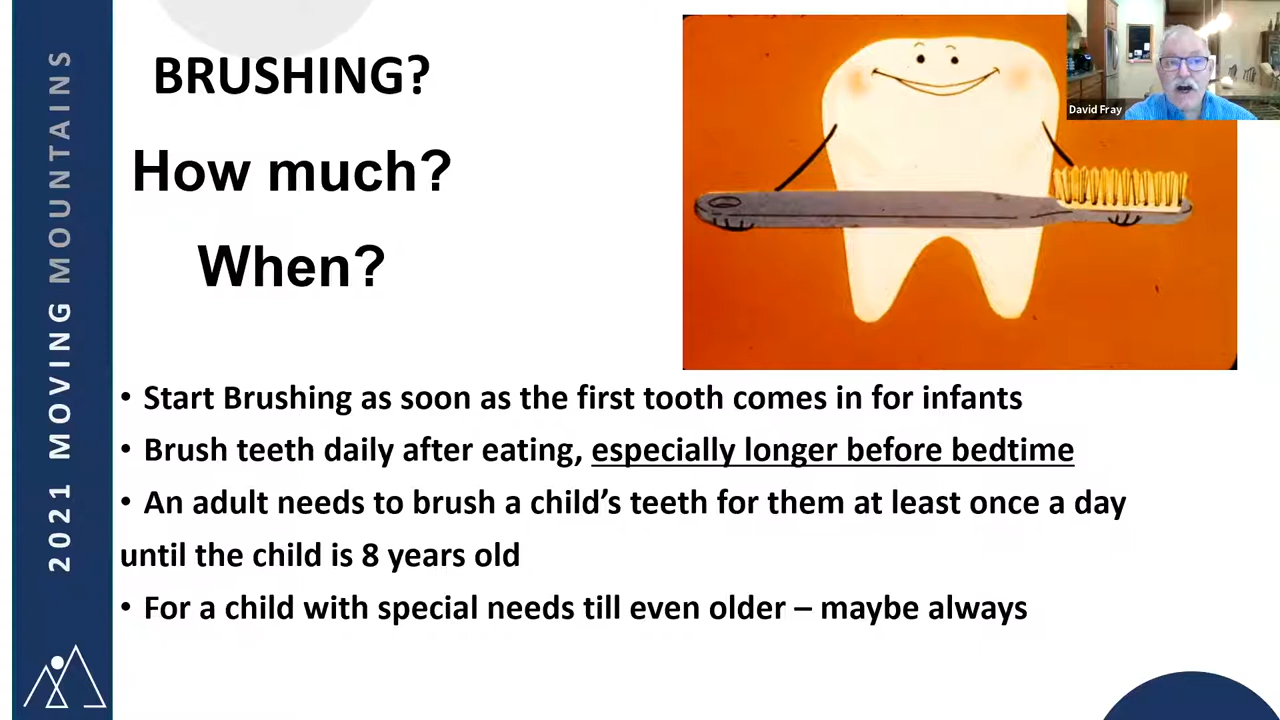 2021 MOVING MOUNTAINS
BRUSHING?
How much?
When?
David Fray
• Start Brushing as soon as the first tooth comes in for infants
• Brush teeth daily after eating, especially longer before bedtime
• An adult needs to brush a child’s teeth for them at least once a day
until the child is 8 years old
• For a child with special needs till even older – maybe always